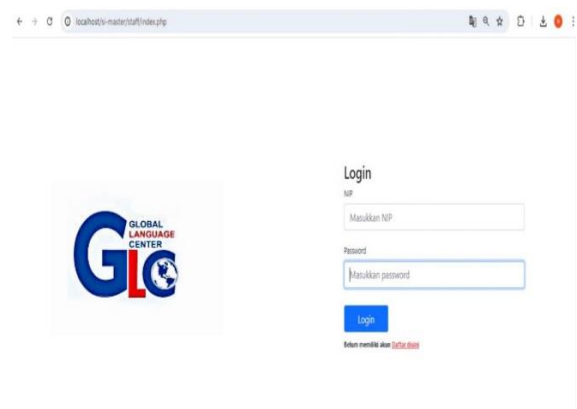 localhost/si-master/staff/index.php
GLOBAL
LANGUAGE
CENTER
GLC
Login
NIP
Masukkan NIP
Password
Masukkan password
Login
Belum memiliki akun Daftar disini